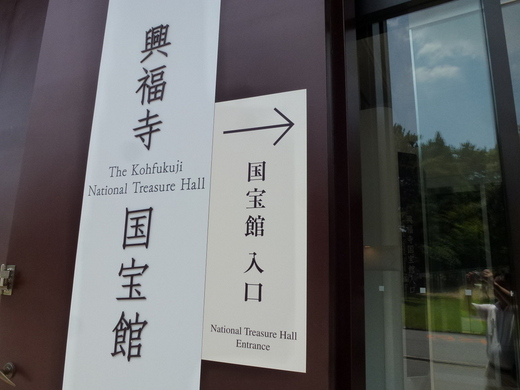 興福寺
The Kohfukuji
National Treasure Hall
国宝館
国宝館 入口
National Treasure Hall
Entrance